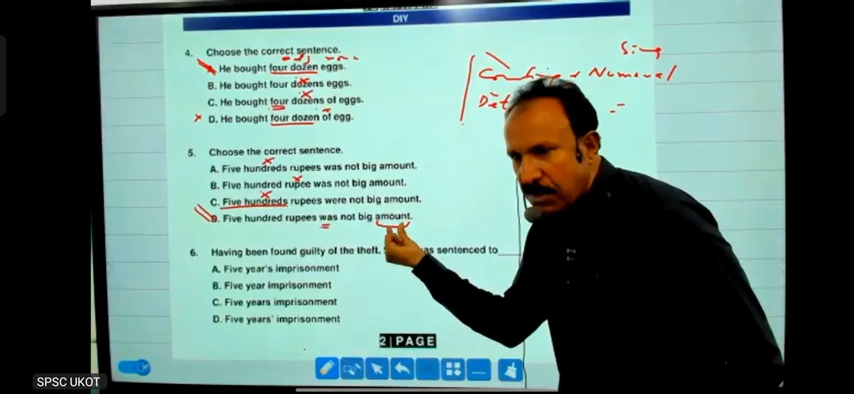 DIY
4. Choose the correct sentence.
A. He bought four dozen eggs.
B. He bought four dozens eggs.
C. He bought four dozens of eggs.
D. He bought four dozen of egg.
5. Choose the correct sentence.
A. Five hundreds rupees was not big amount.
B. Five hundred rupee was not big amount.
C. Five hundreds rupees were not big amount.
D. Five hundred rupees was not big amount.
6. Having been found guilty of the theft. as sentenced to____
A. Five year's imprisonment
B. Five year imprisonment
C. Five years imprisonment
D. Five years' imprisonment
Sing
Counting + Numeral
Det
2 | PAGE
SPSC UKOT